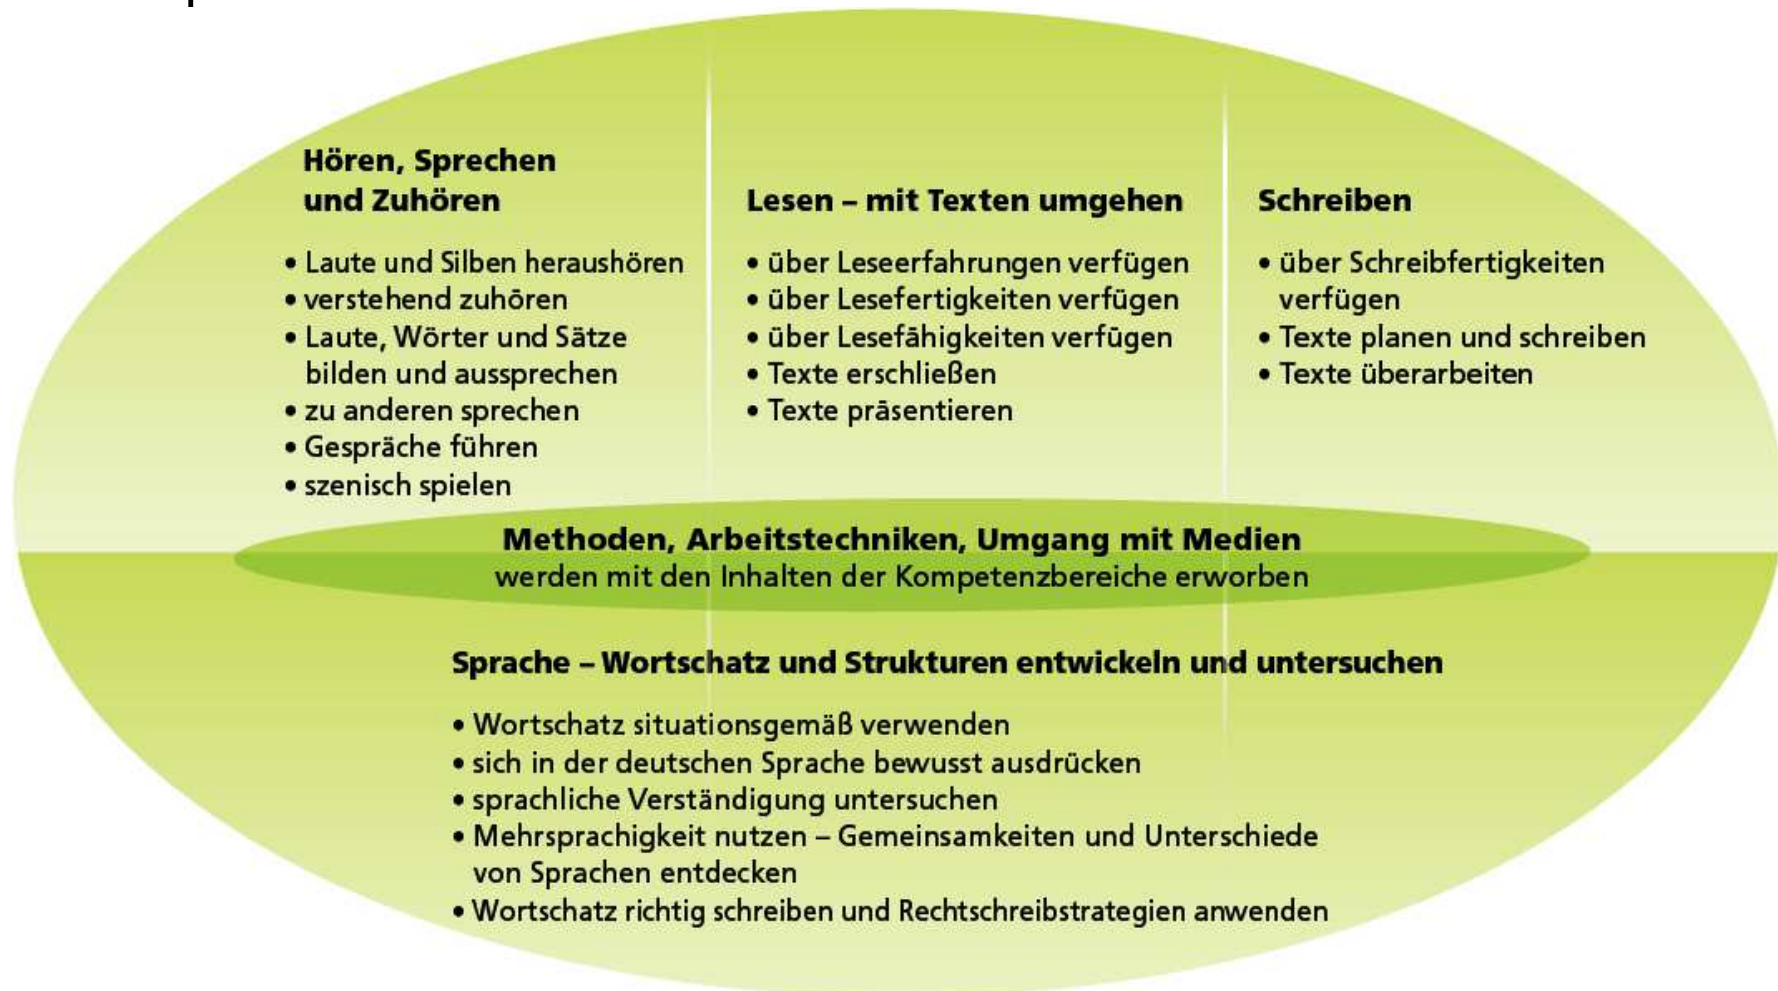 Hören, Sprechen
und Zuhören
• Laute und Silben heraushören
• verstehend zuhören
• Laute, Wörter und Sätze
bilden und aussprechen
• zu anderen sprechen
• Gespräche führen
• szenisch spielen
Lesen – mit Texten umgehen
• über Leseerfahrungen verfügen
• über Lesefertigkeiten verfügen
• über Lesefähigkeiten verfügen
• Texte erschließen
• Texte präsentieren
Schreiben
• über Schreibfertigkeiten
verfügen
• Texte planen und schreiben
• Texte überarbeiten
Methoden, Arbeitstechniken, Umgang mit Medien
werden mit den Inhalten der Kompetenzbereiche erworben
Sprache – Wortschatz und Strukturen entwickeln und untersuchen
• Wortschatz situationsgemäß verwenden
• sich in der deutschen Sprache bewusst ausdrücken
• sprachliche Verständigung untersuchen
• Mehrsprachigkeit nutzen – Gemeinsamkeiten und Unterschiede
von Sprachen entdecken
• Wortschatz richtig schreiben und Rechtschreibstrategien anwenden